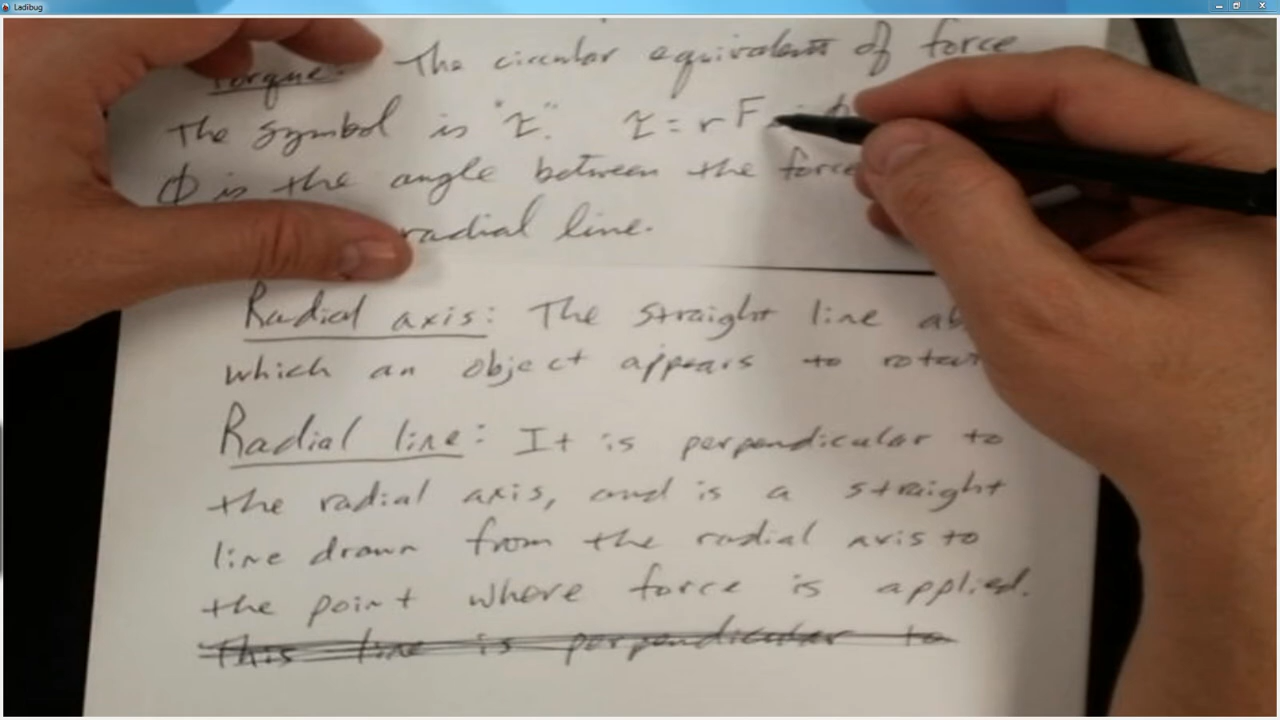 Ladibug
Torque: The circular equivalent of force
The symbol is "τ". τ = r F
Φ is the angle between the force
radial line.
Radial axis: The straight line
which an object appears to
Radial line: It is perpendicular to
the radial axis, and is a straight
line drawn from the radial axis to
the point where force is applied.
This line is perpendicular to